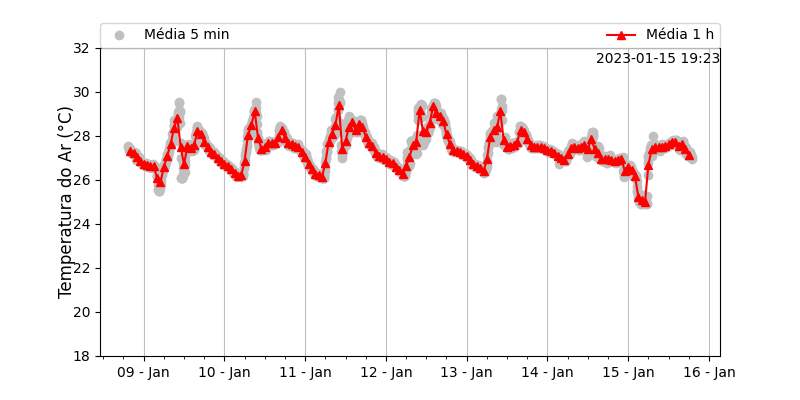 Média 5 min
Média 1 h
2023-01-15 19:23
Temperatura do Ar (°C)
32
30
28
26
24
22
20
18
09 - Jan
10 - Jan
11 - Jan
12 - Jan
13 - Jan
14 - Jan
15 - Jan
16 - Jan